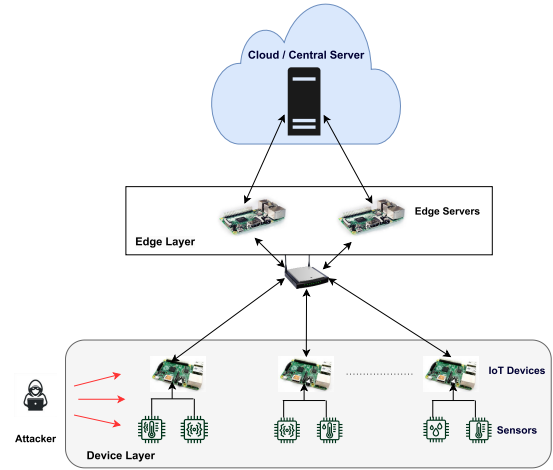 Cloud / Central Server
Edge Servers
Edge Layer
IoT Devices
Attacker
Sensors
Device Layer